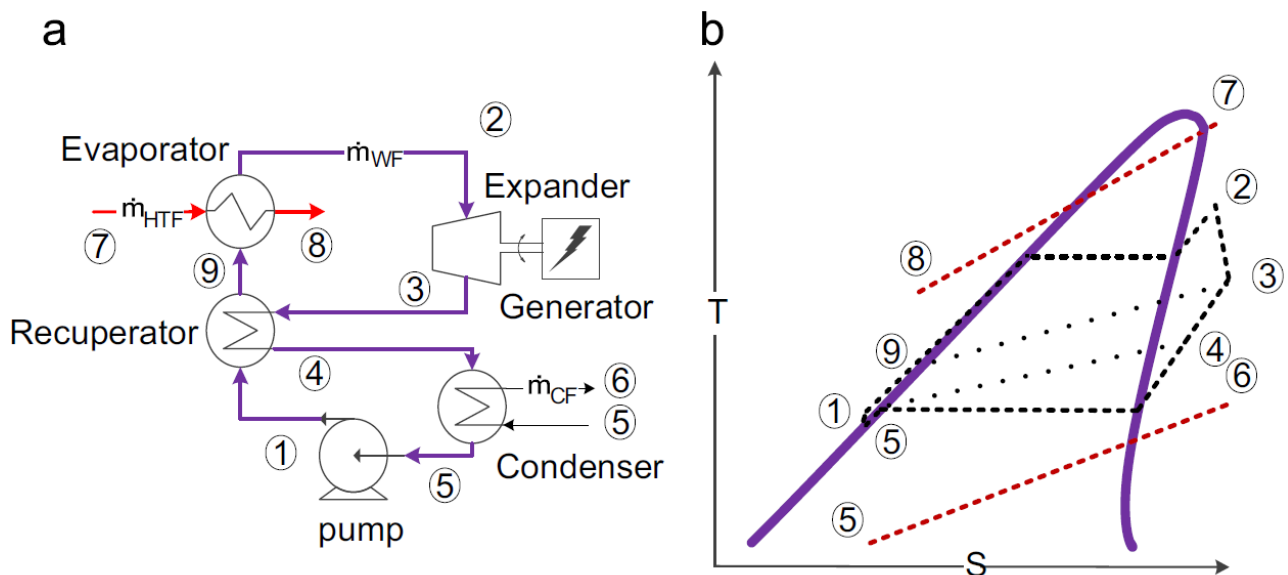 a
②
Evaporator
ṁWF
Expander
ṁHTF
⑦
⑧
⑨
③
Generator
Recuperator
④
ṁCF
⑥
⑤
①
Condenser
⑤
pump
b
⑦
②
⑧
③
T
⑨
④
⑥
①
⑤
⑤
S